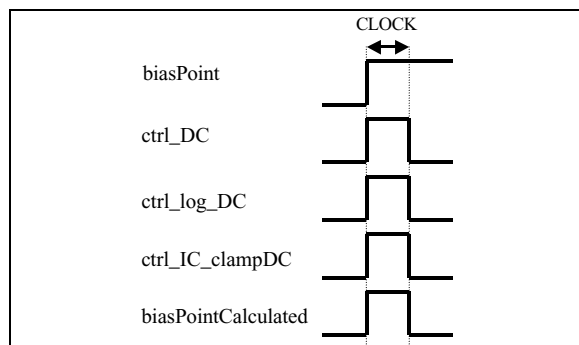 CLOCK
biasPoint
ctrl_DC
ctrl_log_DC
ctrl_IC_clampDC
biasPointCalculated